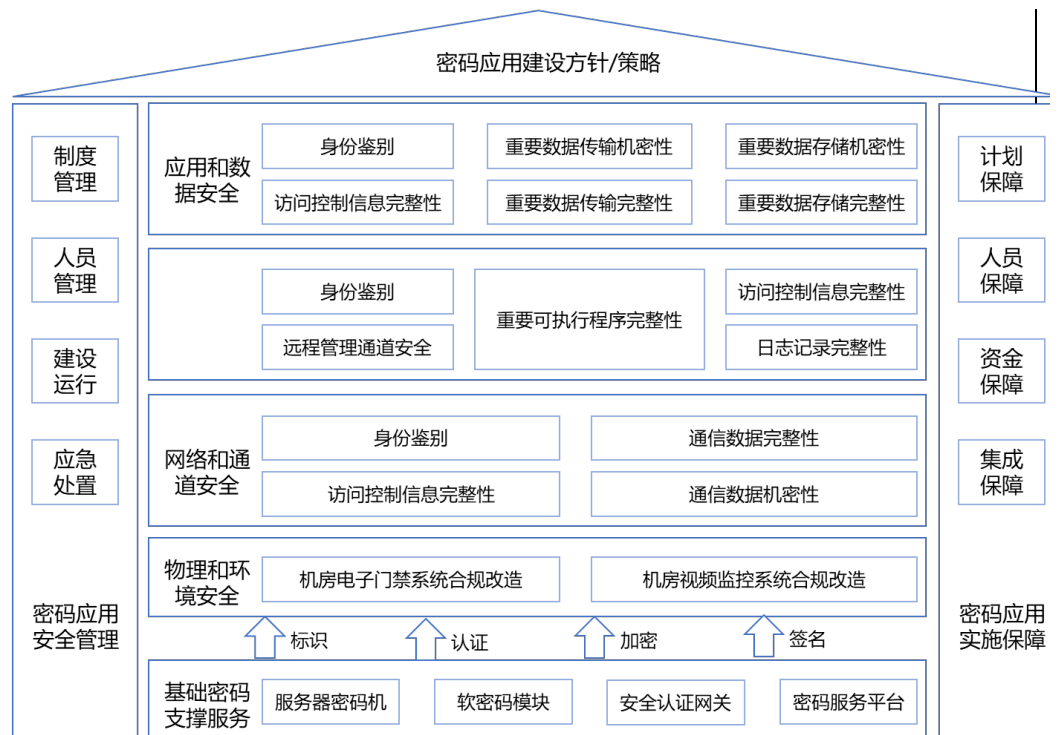 密码应用建设方针/策略
制度
管理
人员
管理
建设
运行
应急
处置
密码应用
安全管理
应用和数
据安全
身份鉴别
重要数据传输机密性
重要数据存储机密性
访问控制信息完整性
重要数据传输完整性
重要数据存储完整性
身份鉴别
重要可执行程序完整性
访问控制信息完整性
远程管理通道安全
日志记录完整性
网络和通
道安全
身份鉴别
通信数据完整性
访问控制信息完整性
通信数据机密性
物理和环
境安全
机房电子门禁系统合规改造
机房视频监控系统合规改造
标识
认证
加密
签名
基础密码
支撑服务
服务器密码机
软密码模块
安全认证网关
密码服务平台
计划
保障
人员
保障
资金
保障
集成
保障
密码应用
实施保障